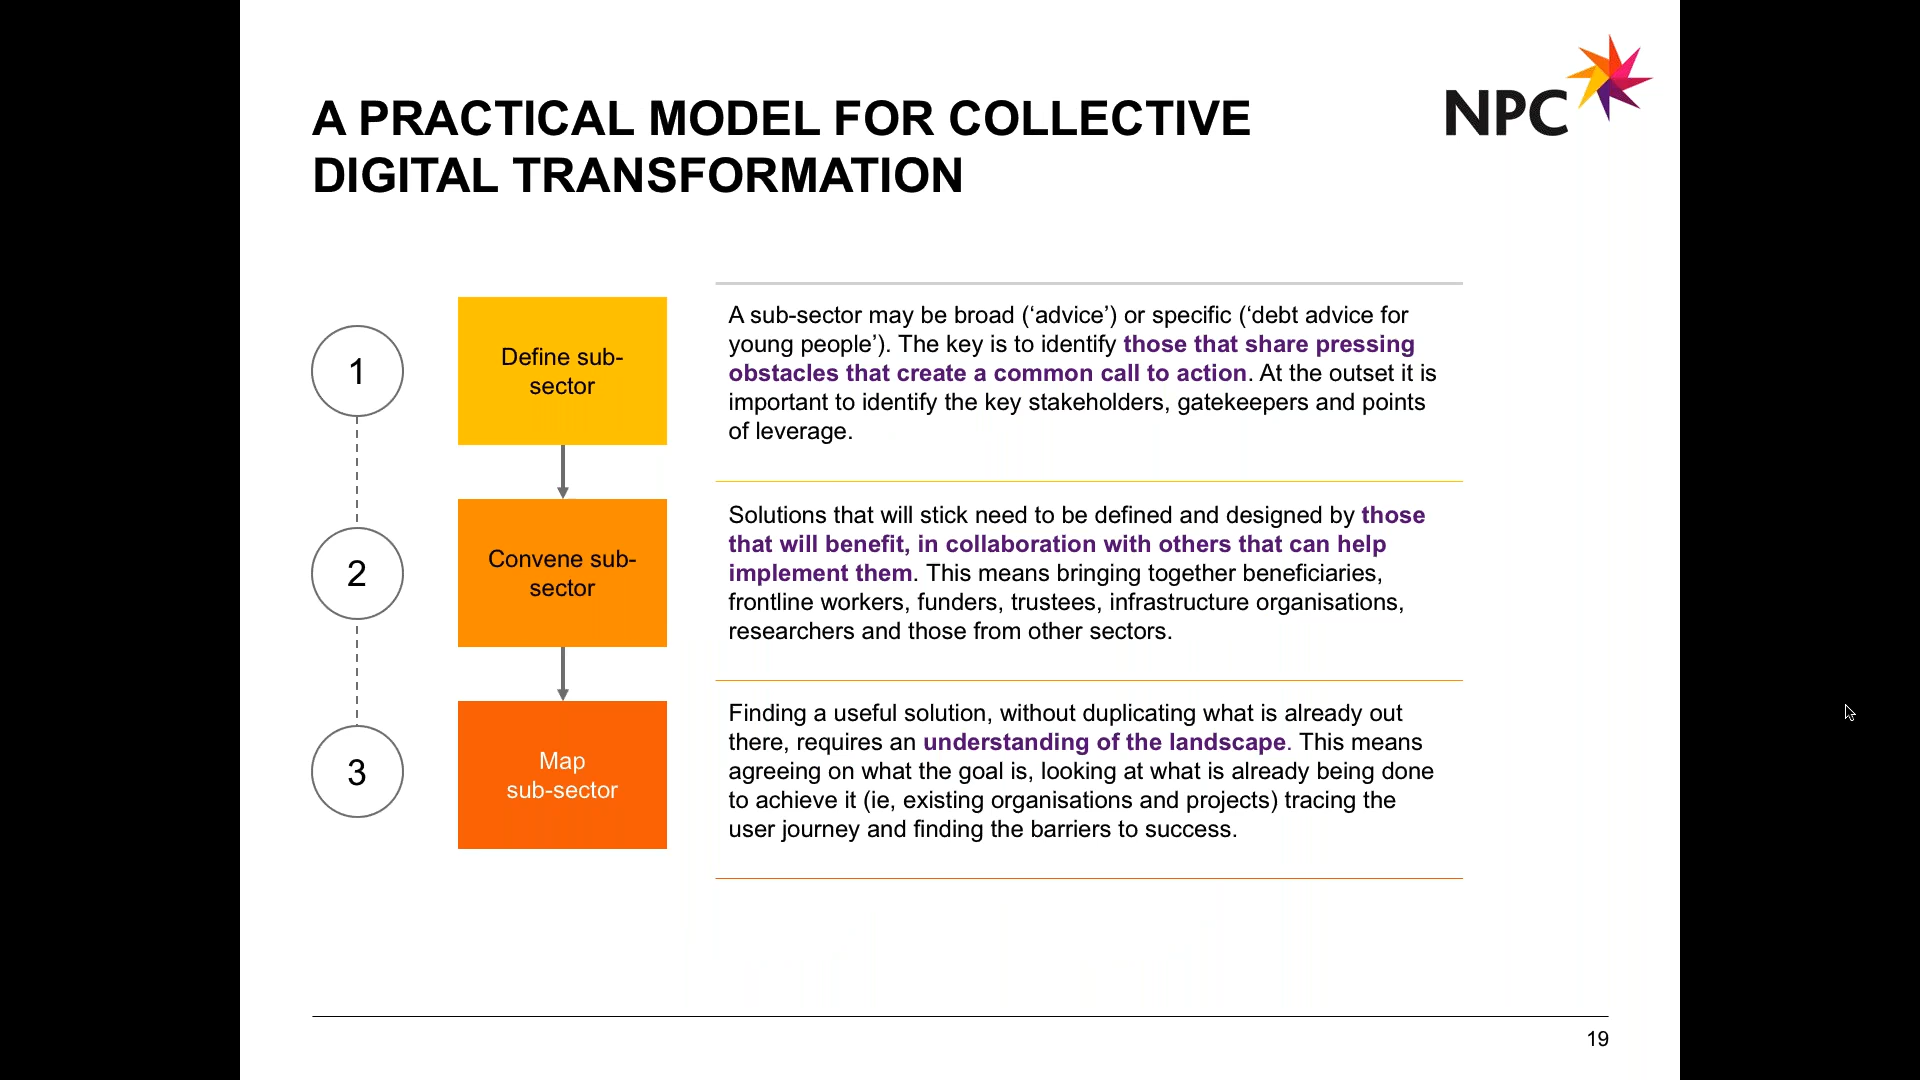 A PRACTICAL MODEL FOR COLLECTIVE
DIGITAL TRANSFORMATION
NPC
1
Define sub-
sector
A sub-sector may be broad (‘advice’) or specific (‘debt advice for
young people’). The key is to identify those that share pressing
obstacles that create a common call to action. At the outset it is
important to identify the key stakeholders, gatekeepers and points
of leverage.
2
Convene sub-
sector
Solutions that will stick need to be defined and designed by those
that will benefit, in collaboration with others that can help
implement them. This means bringing together beneficiaries,
frontline workers, funders, trustees, infrastructure organisations,
researchers and those from other sectors.
3
Map
sub-sector
Finding a useful solution, without duplicating what is already out
there, requires an understanding of the landscape. This means
agreeing on what the goal is, looking at what is already being done
to achieve it (ie, existing organisations and projects) tracing the
user journey and finding the barriers to success.
19